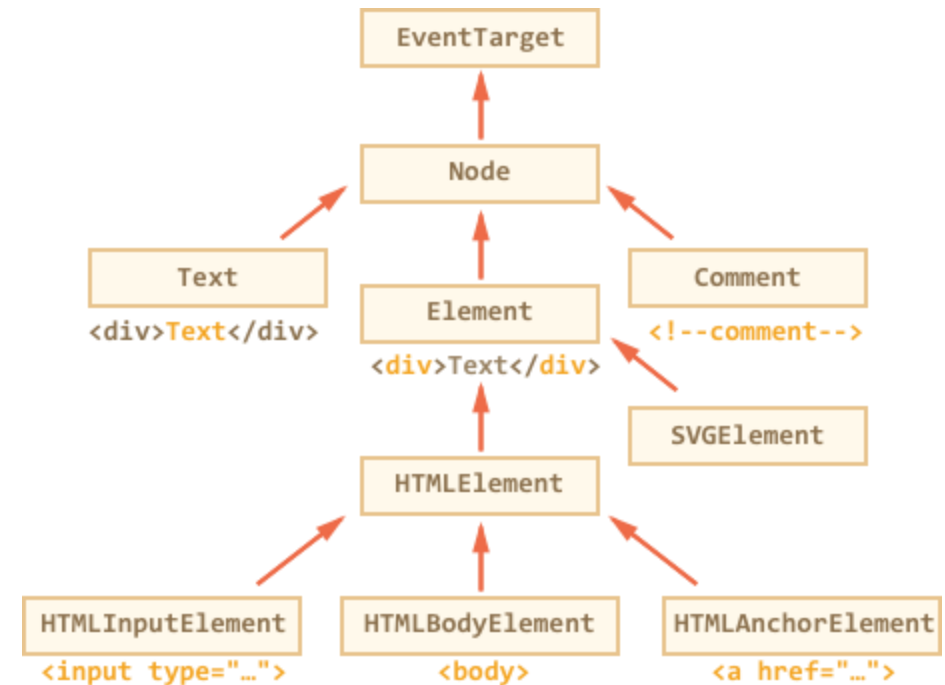 EventTarget
Node
Text
<div>Text</div>
Element
<div>Text</div>
Comment
<!--comment-->
SVGElement
HTMLElement
HTMLInputElement
<input type="…">
HTMLBodyElement
<body>
HTMLAnchorElement
<a href="…">